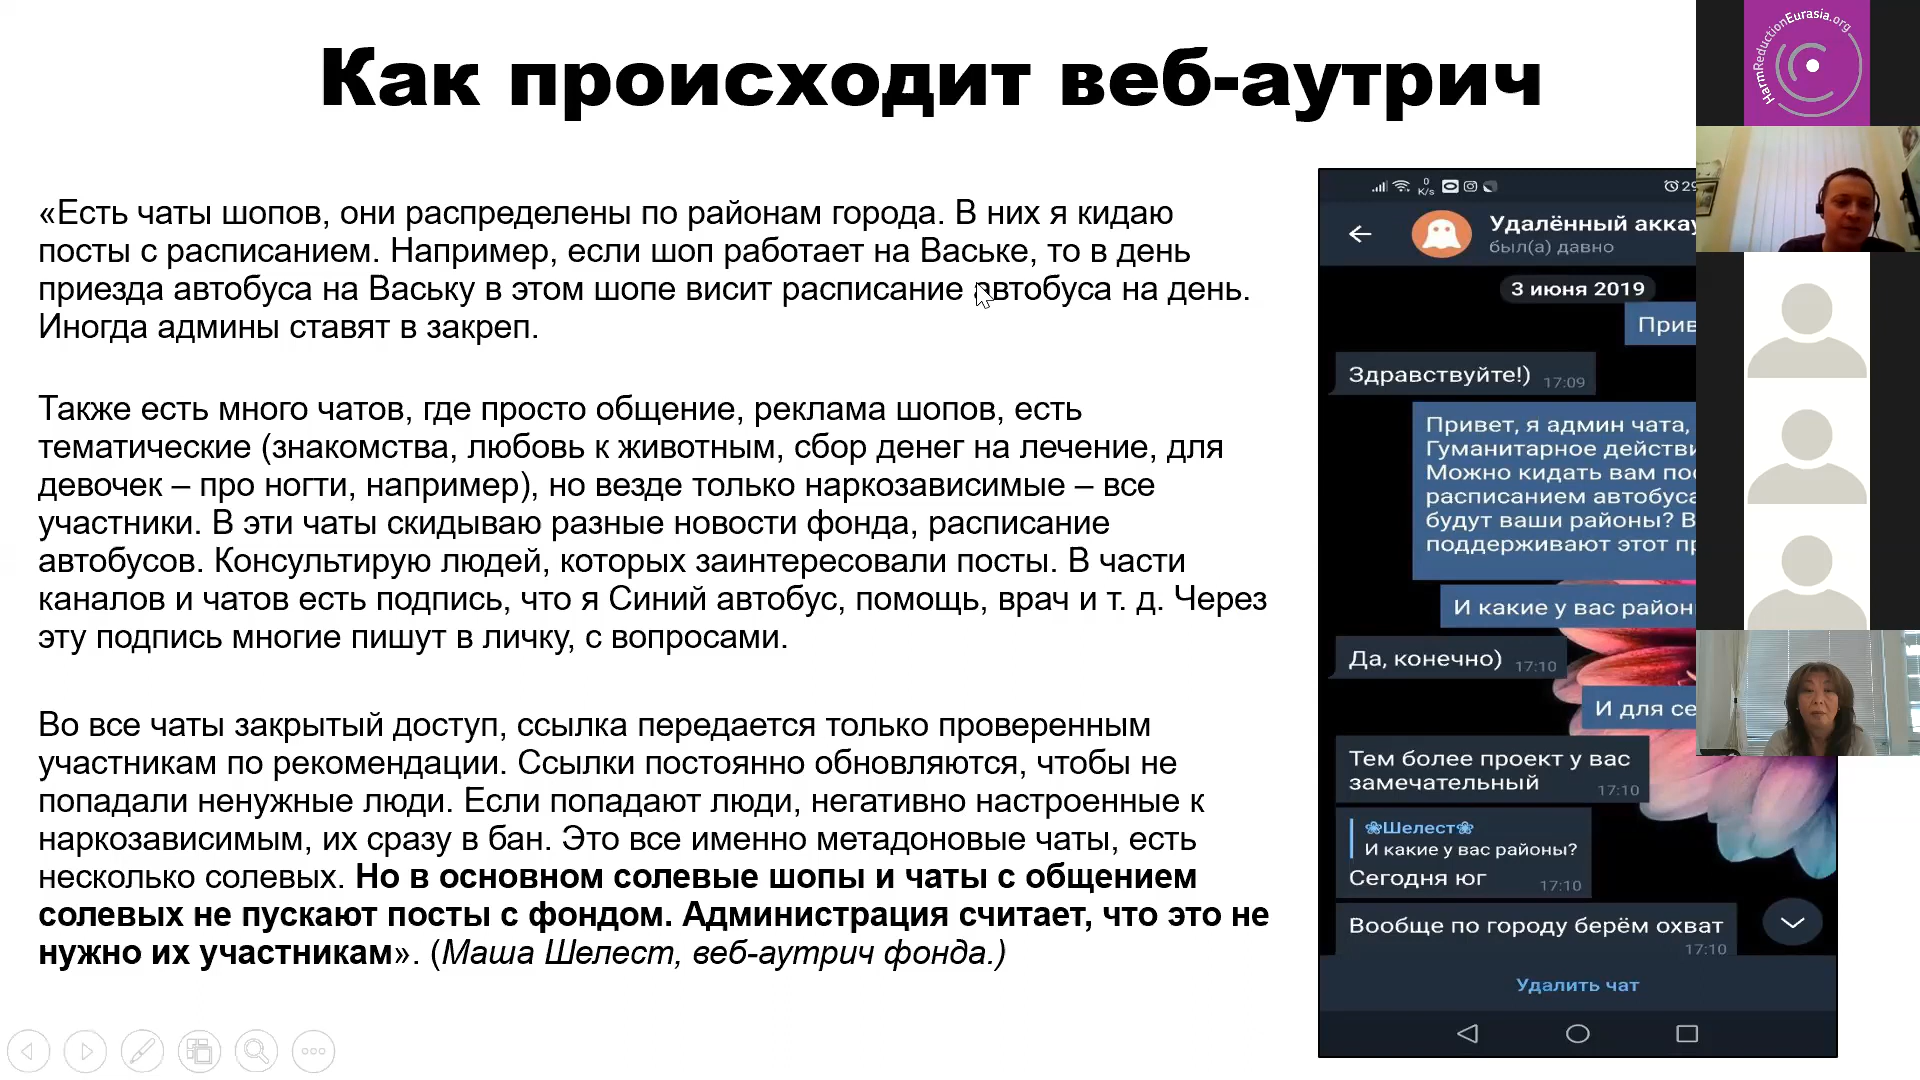 Как происходит веб-аутрич
«Есть чаты шопов, они распределены по районам города. В них я кидаю
посты с расписанием. Например, если шоп работает на Ваське, то в день
приезда автобуса на Ваську в этом шопе висит расписание автобуса на день.
Иногда админы ставят в закреп.
Также есть много чатов, где просто общение, реклама шопов, есть
тематические (знакомства, любовь к животным, сбор денег на лечение, для
девочек – про ногти, например), но везде только наркозависимые – все
участники. В эти чаты скидываю разные новости фонда, расписание
автобусов. Консультирую людей, которых заинтересовали посты. В части
каналов и чатов есть подпись, что я Синий автобус, помощь, врач и т. д. Через
эту подпись многие пишут в личку, с вопросами.
Во все чаты закрытый доступ, ссылка передается только проверенным
участникам по рекомендации. Ссылки постоянно обновляются, чтобы не
попадали ненужные люди. Если попадают люди, негативно настроенные к
наркозависимым, их сразу в бан. Это все именно метадоновые чаты, есть
несколько солевых. Но в основном солевые шопы и чаты с общением
солевых не пускают посты с фондом. Администрация считает, что это не
нужно их участникам». (Маша Шелест, веб-аутрич фонда.)
0
K/s
29
Удалённый акка
был(а) давно
3 июня 2019
Прив
Здравствуйте!) 17:09
Привет, я админ чата,
Гуманитарное действи
Можно кидать вам пос
расписанием автобуса
будут ваши районы? В
поддерживают этот пр
И какие у вас район
Да, конечно) 17:10
И для се
Тем более проект у вас
замечательный 17:10
❀Шелест❀
И какие у вас районы?
Сегодня юг 17:10
Вообще по городу берём охват
17:10
Удалить чат
HarmReductionEurasia.org